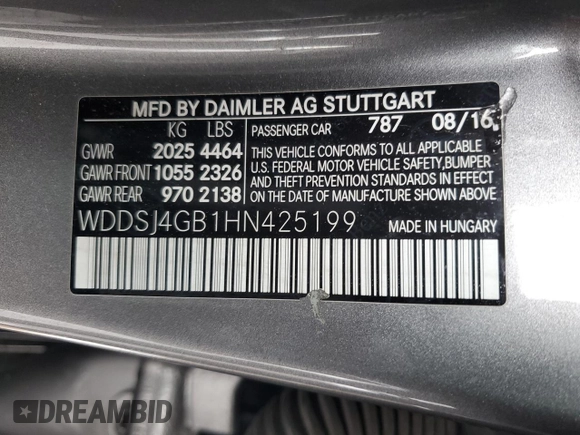 MFD BY DAIMLER AG STUTTGART
KG LBS PASSENGER CAR 787 08/16
GVWR 2025 4464
GAWR FRONT 1055 2326
GAWR REAR 970 2138
THIS VEHICLE CONFORMS TO ALL APPLICABLE
U.S. FEDERAL MOTOR VEHICLE SAFETY,BUMPER
AND THEFT PREVENTION STANDARDS IN EFFECT
ON THE DATE OF MANUFACTURE SHOWN ABOVE
WDDSJ4GB1HN425199 MADE IN HUNGARY
DREAMBID